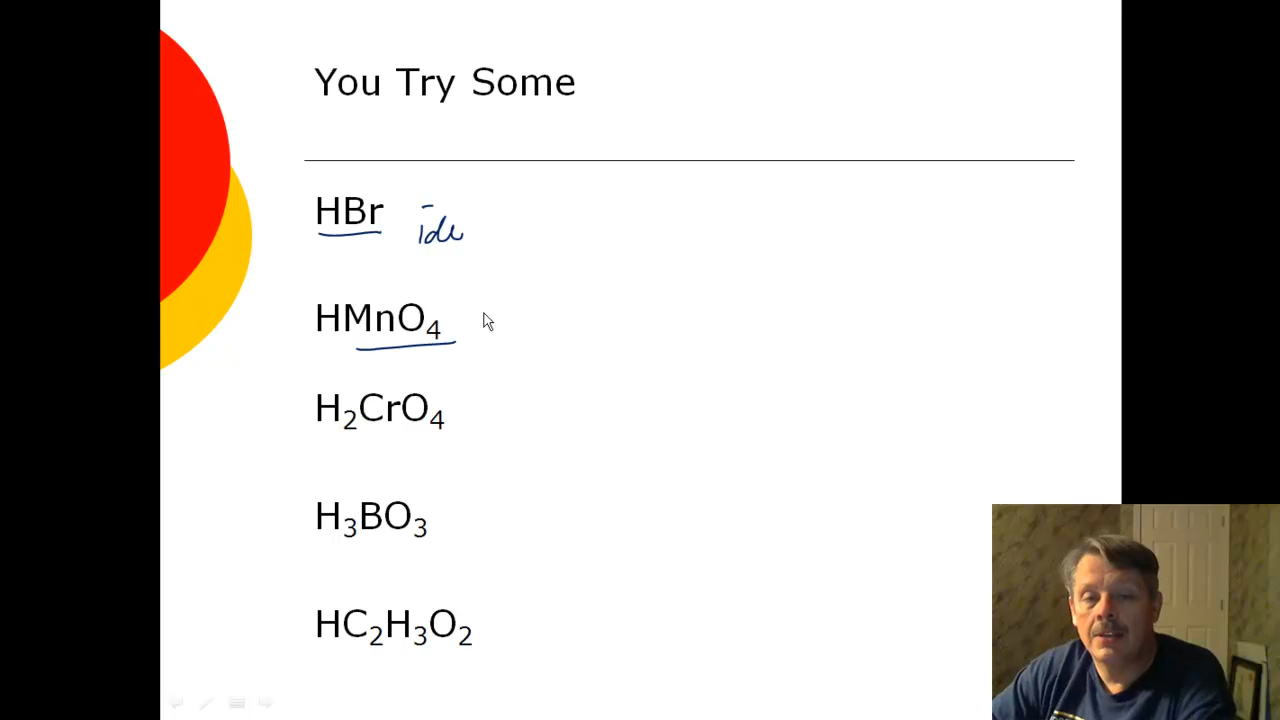 You Try Some
HBr ide
HMnO₄
H₂CrO₄
H₃BO₃
HC₂H₃O₂